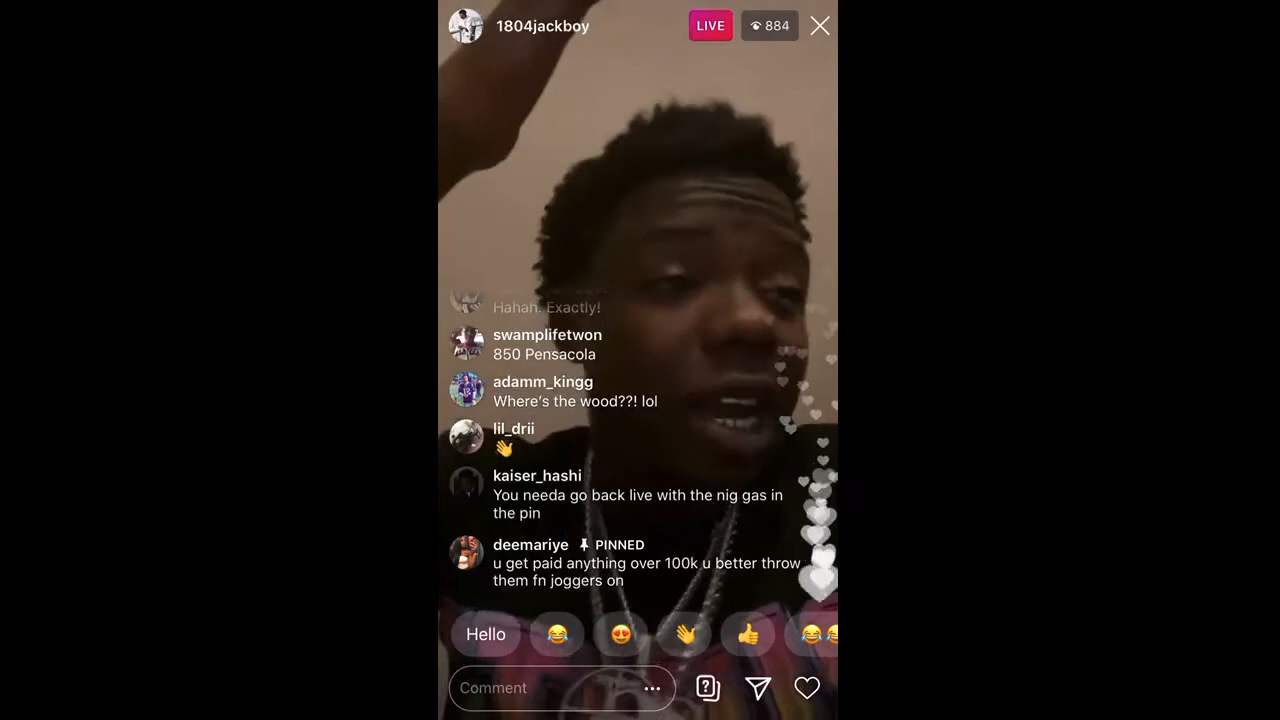 1804jackboy
LIVE
884
Hahah. Exactly!
swamplifetwon
850 Pensacola
adamm_kingg
Where's the wood??! lol
lil_drii
👋
kaiser_hashi
You needa go back live with the nig gas in
the pin
deemariye PINNED
u get paid anything over 100k u better throw
them fn joggers on
Hello 😂 😍 👋 👍 😂😂
Comment